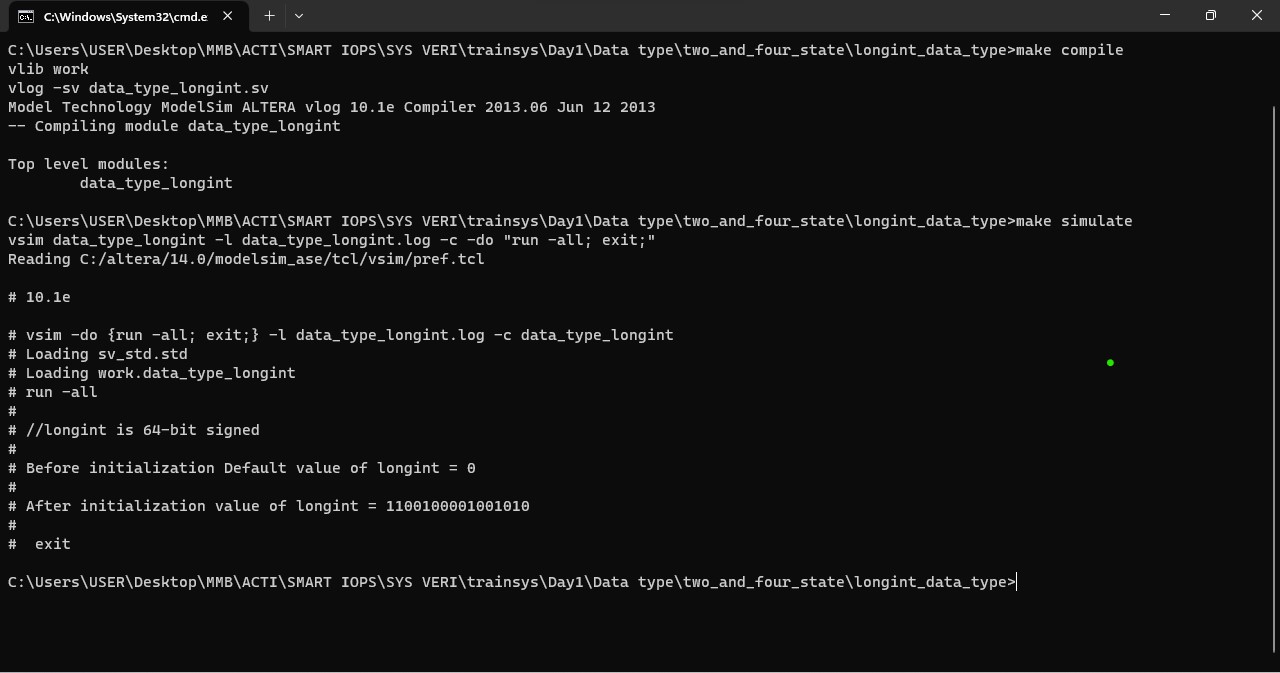 C:\Windows\System32\cmd.e
C:\Users\USER\Desktop\MMB\ACTI\SMART IOPS\SYS VERI\trainsys\Day1\Data type\two_and_four_state\longint_data_type>make compile
vlib work
vlog -sv data_type_longint.sv
Model Technology ModelSim ALTERA vlog 10.1e Compiler 2013.06 Jun 12 2013
-- Compiling module data_type_longint
Top level modules:
data_type_longint
C:\Users\USER\Desktop\MMB\ACTI\SMART IOPS\SYS VERI\trainsys\Day1\Data type\two_and_four_state\longint_data_type>make simulate
vsim data_type_longint -l data_type_longint.log -c -do "run -all; exit;"
Reading C:/altera/14.0/modelsim_ase/tcl/vsim/pref.tcl
# 10.1e
# vsim -do {run -all; exit;} -l data_type_longint.log -c data_type_longint
# Loading sv_std.std
# Loading work.data_type_longint
# run -all
#
# //longint is 64-bit signed
#
# Before initialization Default value of longint = 0
#
# After initialization value of longint = 1100100001001010
#
#  exit
C:\Users\USER\Desktop\MMB\ACTI\SMART IOPS\SYS VERI\trainsys\Day1\Data type\two_and_four_state\longint_data_type>